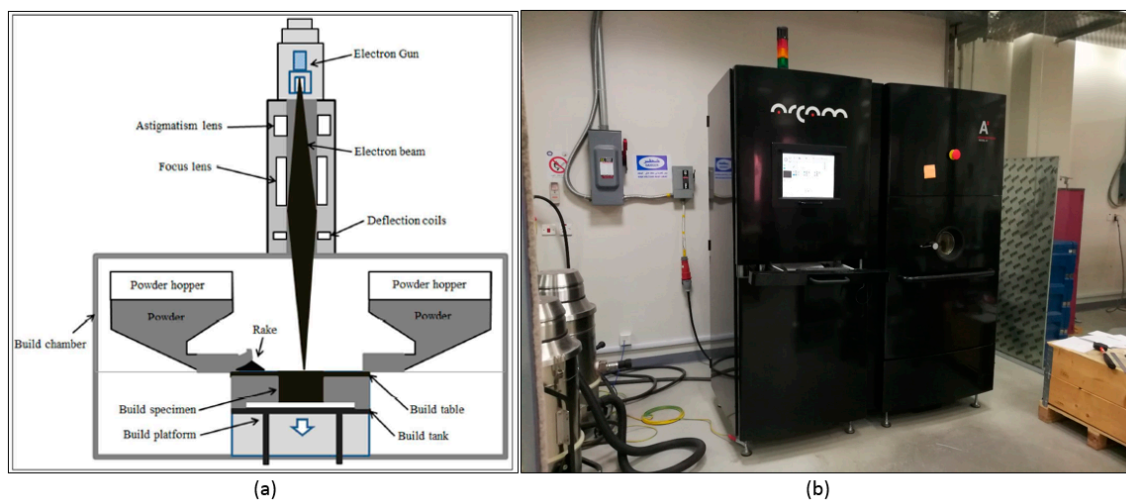 Electron Gun
Astigmatism lens
Electron beam
Focus lens
Deflection coils
Powder hopper
Powder hopper
Powder
Powder
Rake
Build chamber
Build specimen
Build table
Build platform
Build tank
(a)
arcam
A
(b)